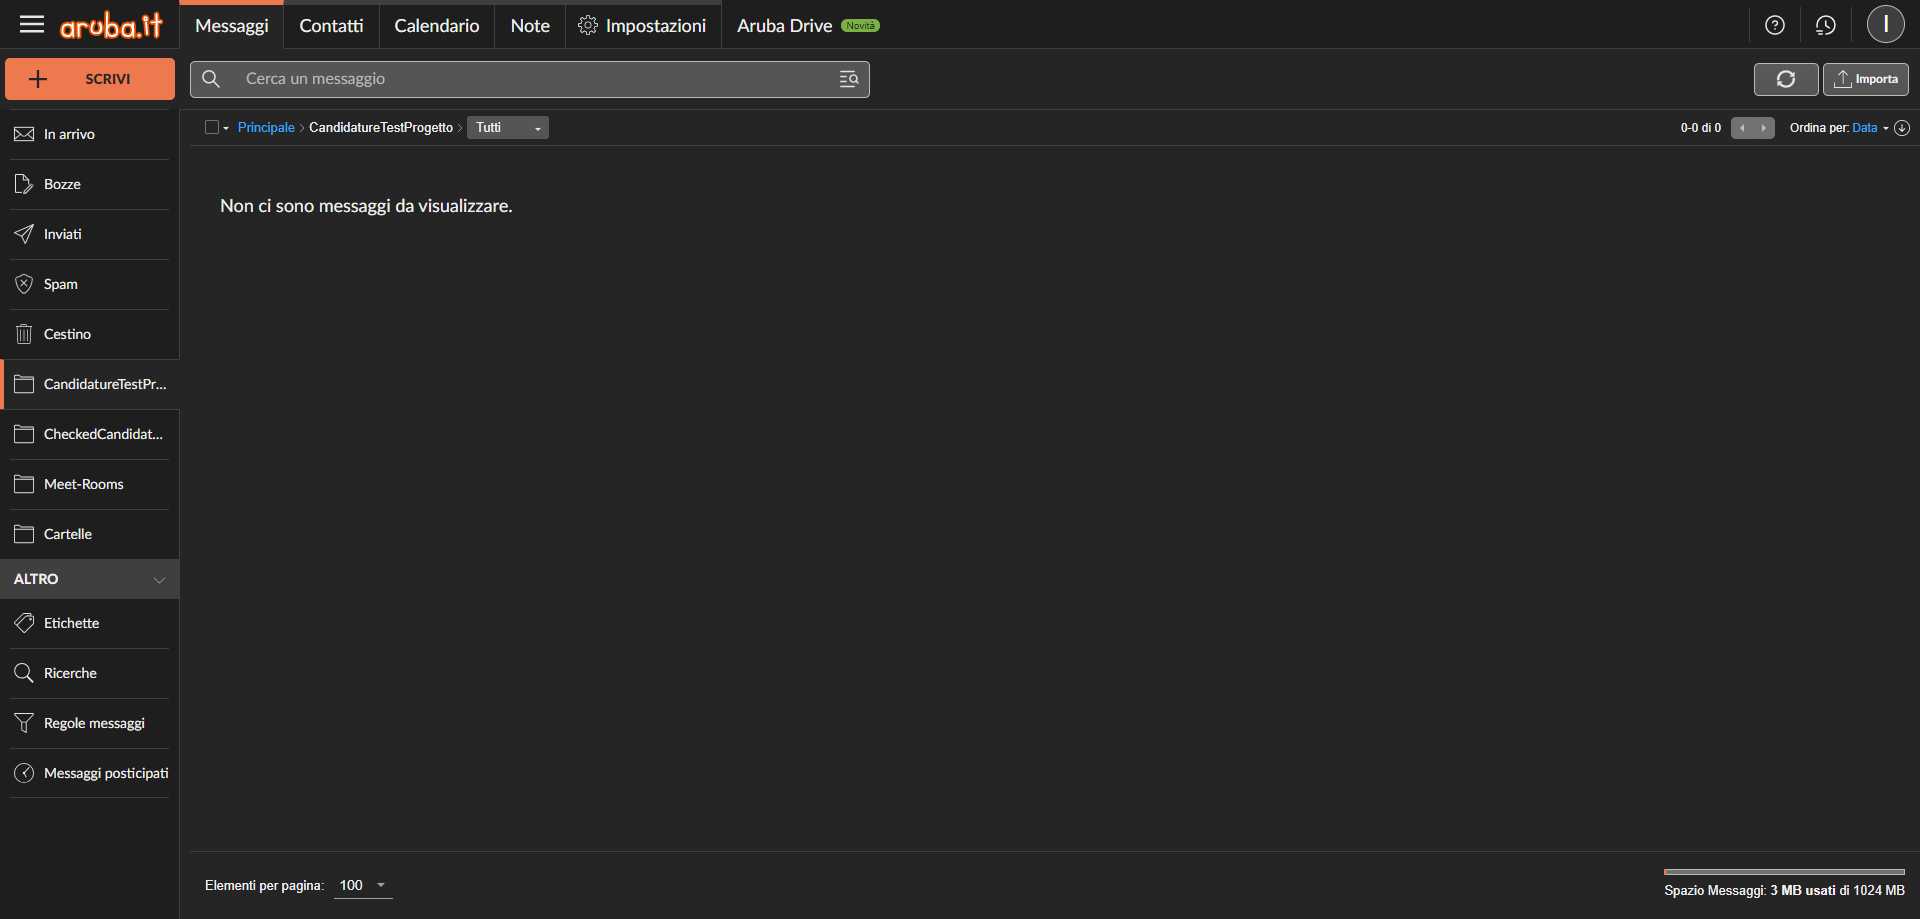 aruba.it Messaggi Contatti Calendario Note Impostazioni Aruba Drive Novità I
SCRIVI Cerca un messaggio Importa
Principale CandidatureTestProgetto Tutti 0-0 di 0 Ordina per: Data
In arrivo
Bozze
Inviati
Spam
Cestino
CandidatureTestPr...
CheckedCandidat...
Meet-Rooms
Cartelle
ALTRO
Etichette
Ricerche
Regole messaggi
Messaggi posticipati
Non ci sono messaggi da visualizzare.
Elementi per pagina: 100
Spazio Messaggi: 3 MB usati di 1024 MB